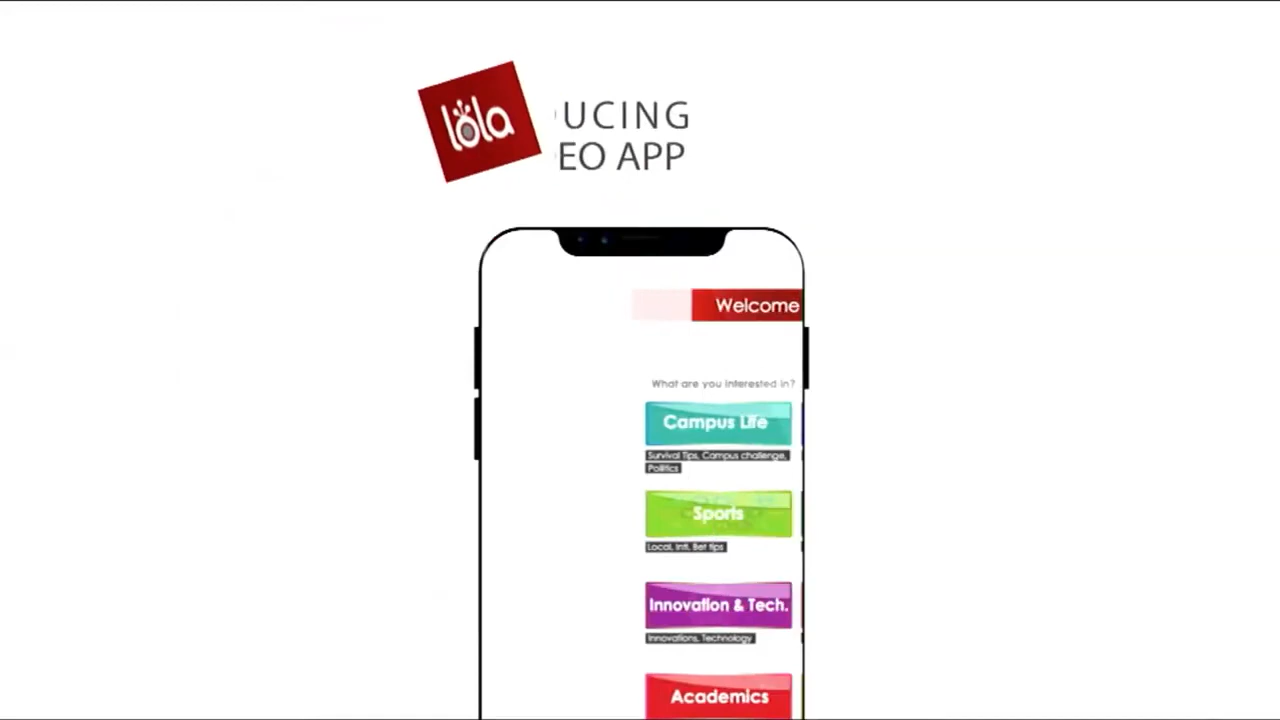 lola
UCING
EO APP
Welcome
What are you interested in?
Campus Life
Survival Tips, Campus challenge,
Politics
Sports
Local, Intl, Bet tips
Innovation & Tech.
Innovations, Technology
Academics